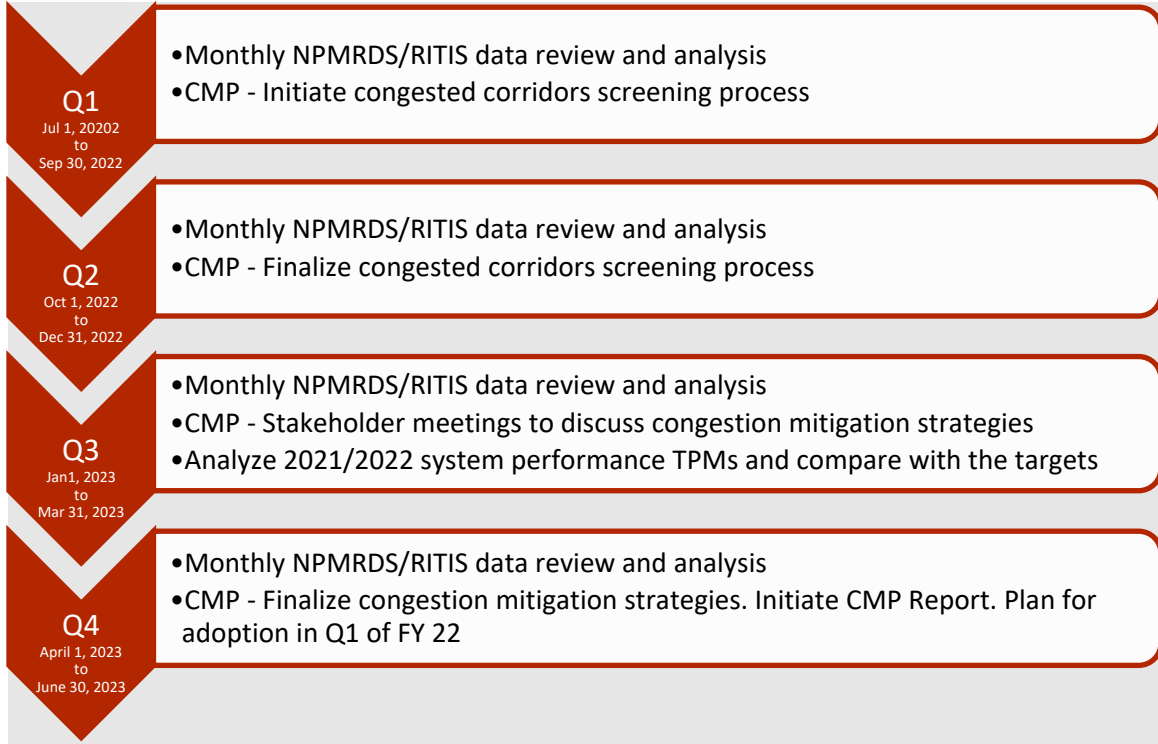 Q1
Jul 1, 20202
to
Sep 30, 2022
•Monthly NPMRDS/RITIS data review and analysis
•CMP - Initiate congested corridors screening process
Q2
Oct 1, 2022
to
Dec 31, 2022
•Monthly NPMRDS/RITIS data review and analysis
•CMP - Finalize congested corridors screening process
Q3
Jan1, 2023
to
Mar 31, 2023
•Monthly NPMRDS/RITIS data review and analysis
•CMP - Stakeholder meetings to discuss congestion mitigation strategies
•Analyze 2021/2022 system performance TPMs and compare with the targets
Q4
April 1, 2023
to
June 30, 2023
•Monthly NPMRDS/RITIS data review and analysis
•CMP - Finalize congestion mitigation strategies. Initiate CMP Report. Plan for
adoption in Q1 of FY 22